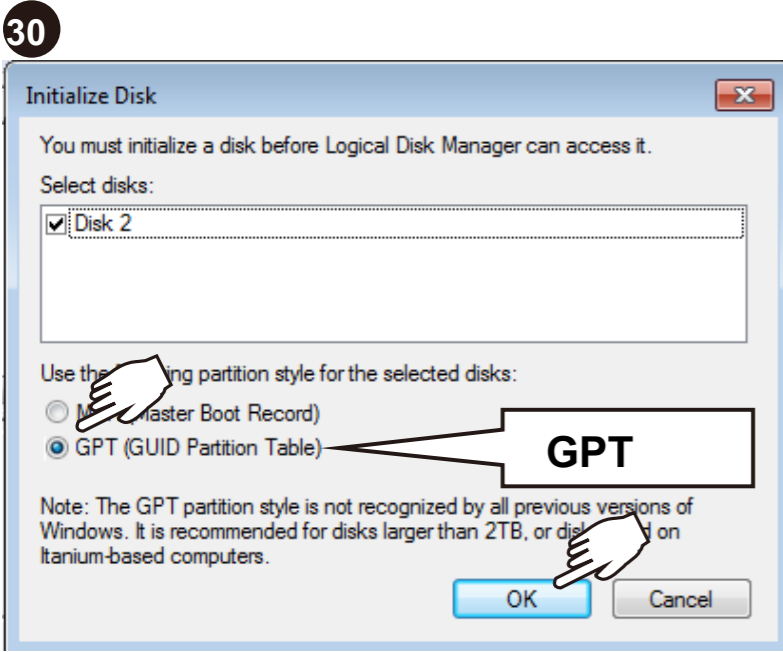 30
Initialize Disk
You must initialize a disk before Logical Disk Manager can access it.
Select disks:
Disk 2
Use the ing partition style for the selected disks:
(Master Boot Record)
GPT (GUID Partition Table)
GPT
Note: The GPT partition style is not recognized by all previous versions of
Windows. It is recommended for disks larger than 2TB, or on
Itanium-based computers.
OK
Cancel